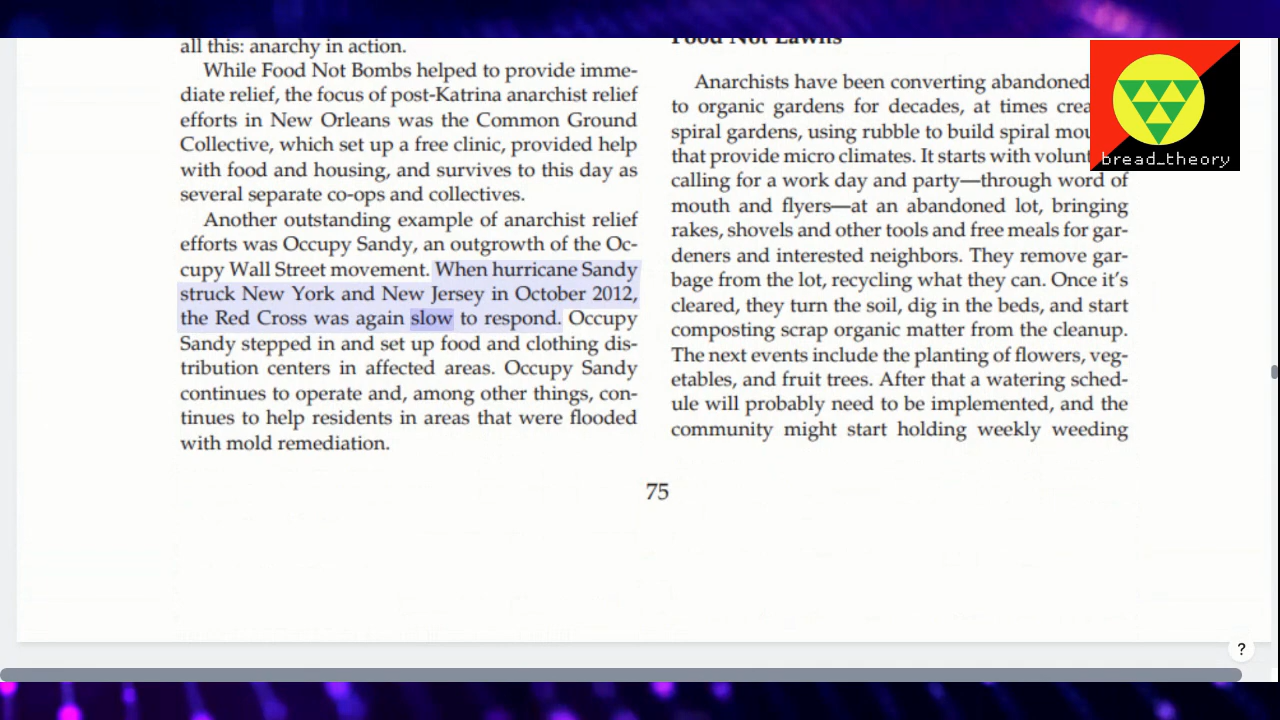 all this: anarchy in action.
While Food Not Bombs helped to provide imme-
diate relief, the focus of post-Katrina anarchist relief
efforts in New Orleans was the Common Ground
Collective, which set up a free clinic, provided help
with food and housing, and survives to this day as
several separate co-ops and collectives.
Another outstanding example of anarchist relief
efforts was Occupy Sandy, an outgrowth of the Oc-
cupy Wall Street movement. When hurricane Sandy
struck New York and New Jersey in October 2012,
the Red Cross was again slow to respond. Occupy
Sandy stepped in and set up food and clothing dis-
tribution centers in affected areas. Occupy Sandy
continues to operate and, among other things, con-
tinues to help residents in areas that were flooded
with mold remediation.
Food Not Lawns
Anarchists have been converting abandoned
to organic gardens for decades, at times
spiral gardens, using rubble to build spiral
that provide micro climates. It starts with
calling for a work day and party—through word of
mouth and flyers—at an abandoned lot, bringing
rakes, shovels and other tools and free meals for gar-
deners and interested neighbors. They remove gar-
bage from the lot, recycling what they can. Once it's
cleared, they turn the soil, dig in the beds, and start
composting scrap organic matter from the cleanup.
The next events include the planting of flowers, veg-
etables, and fruit trees. After that a watering sched-
ule will probably need to be implemented, and the
community might start holding weekly weeding
75
bread_theory
?